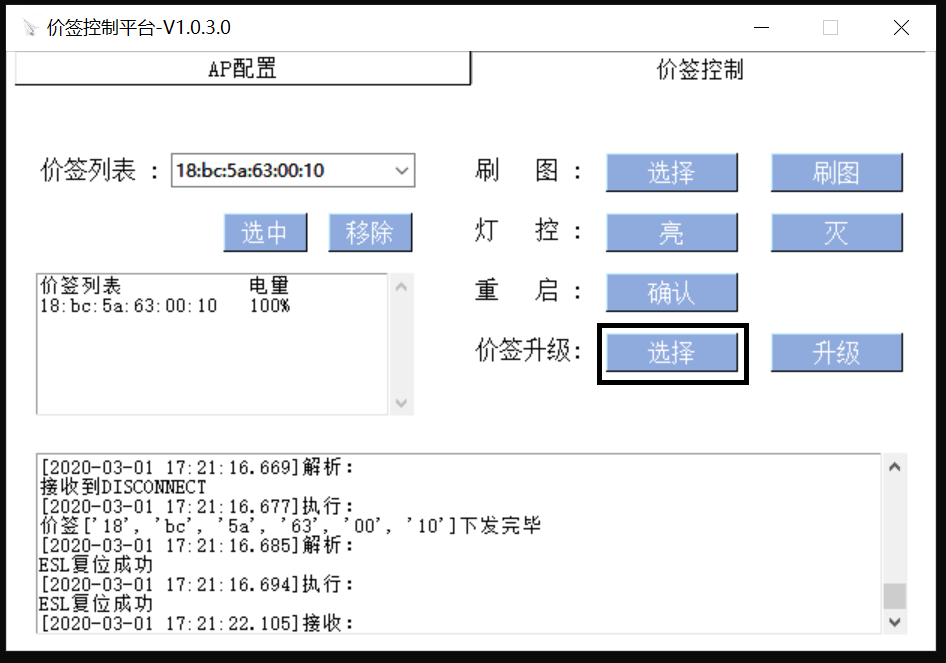 价签控制平台-V1.0.3.0
AP配置
价签控制
价签列表 : 18:bc:5a:63:00:10
刷 图 : 选择 刷图
选中 移除
灯 控 : 亮 灭
价签列表 电量
18:bc:5a:63:00:10 100%
重 启 : 确认
价签升级: 选择 升级
[2020-03-01 17:21:16.669]解析:
接收到DISCONNECT
[2020-03-01 17:21:16.677]执行:
价签['18', 'bc', '5a', '63', '00', '10']下发完毕
[2020-03-01 17:21:16.685]解析:
ESL复位成功
[2020-03-01 17:21:16.694]执行:
ESL复位成功
[2020-03-01 17:21:22.105]接收: